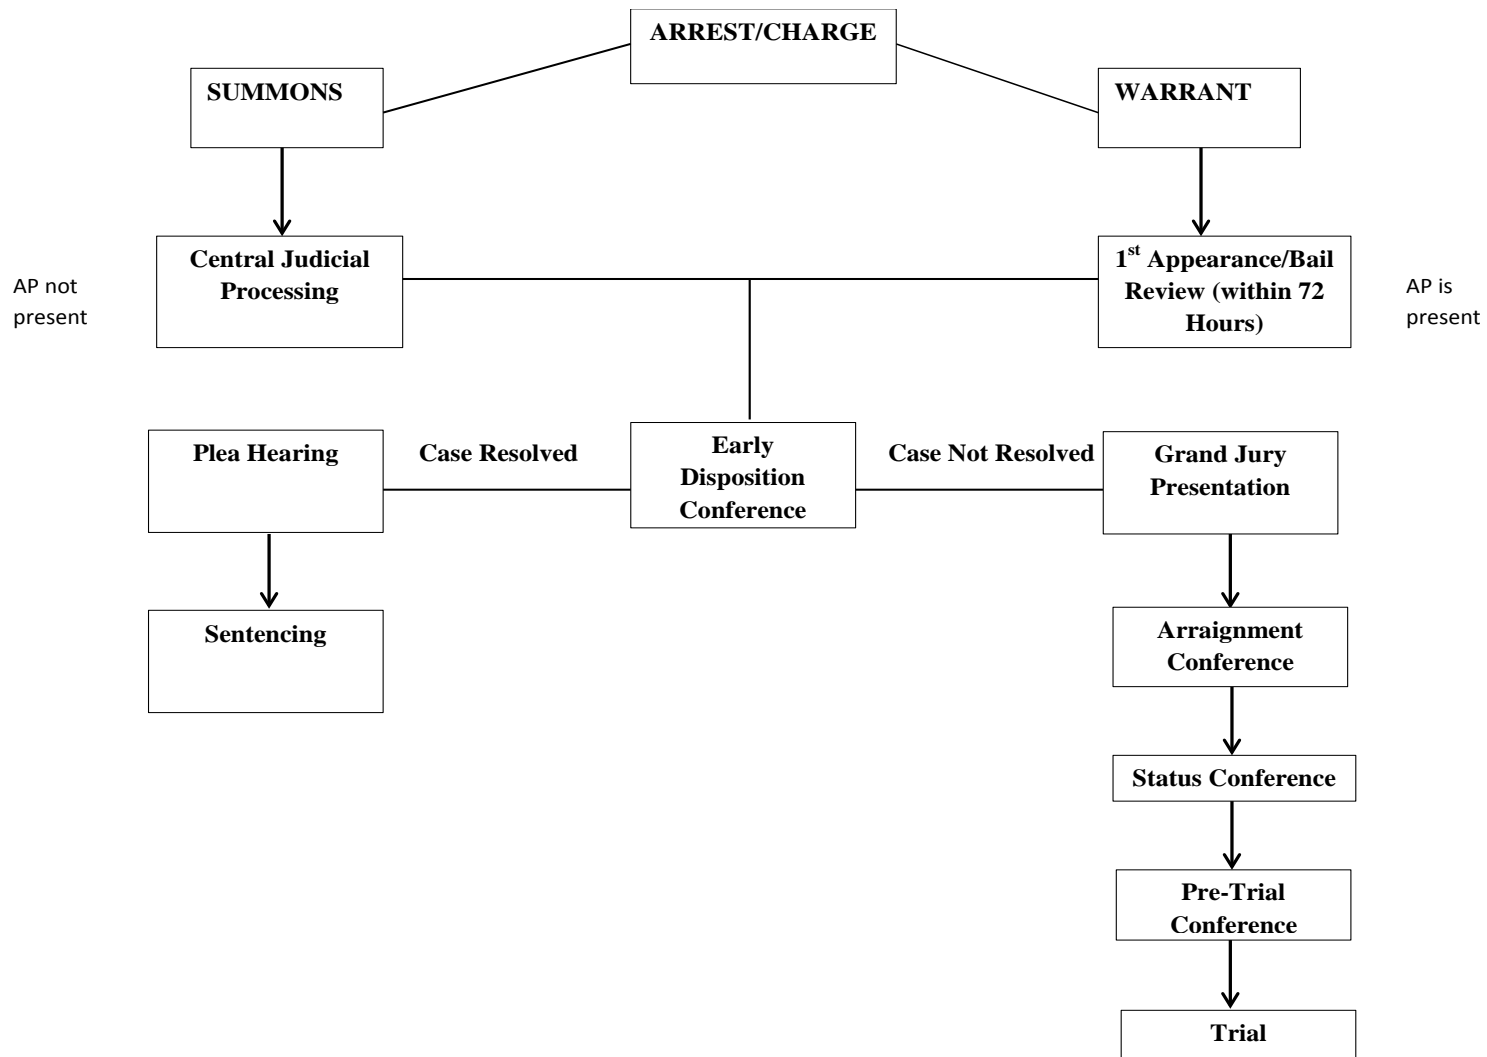 ARREST/CHARGE
SUMMONS
WARRANT
Central Judicial
Processing
1st Appearance/Bail
Review (within 72
Hours)
AP not
present
AP is
present
Plea Hearing
Case Resolved
Early
Disposition
Conference
Case Not Resolved
Grand Jury
Presentation
Sentencing
Arraignment
Conference
Status Conference
Pre-Trial
Conference
Trial